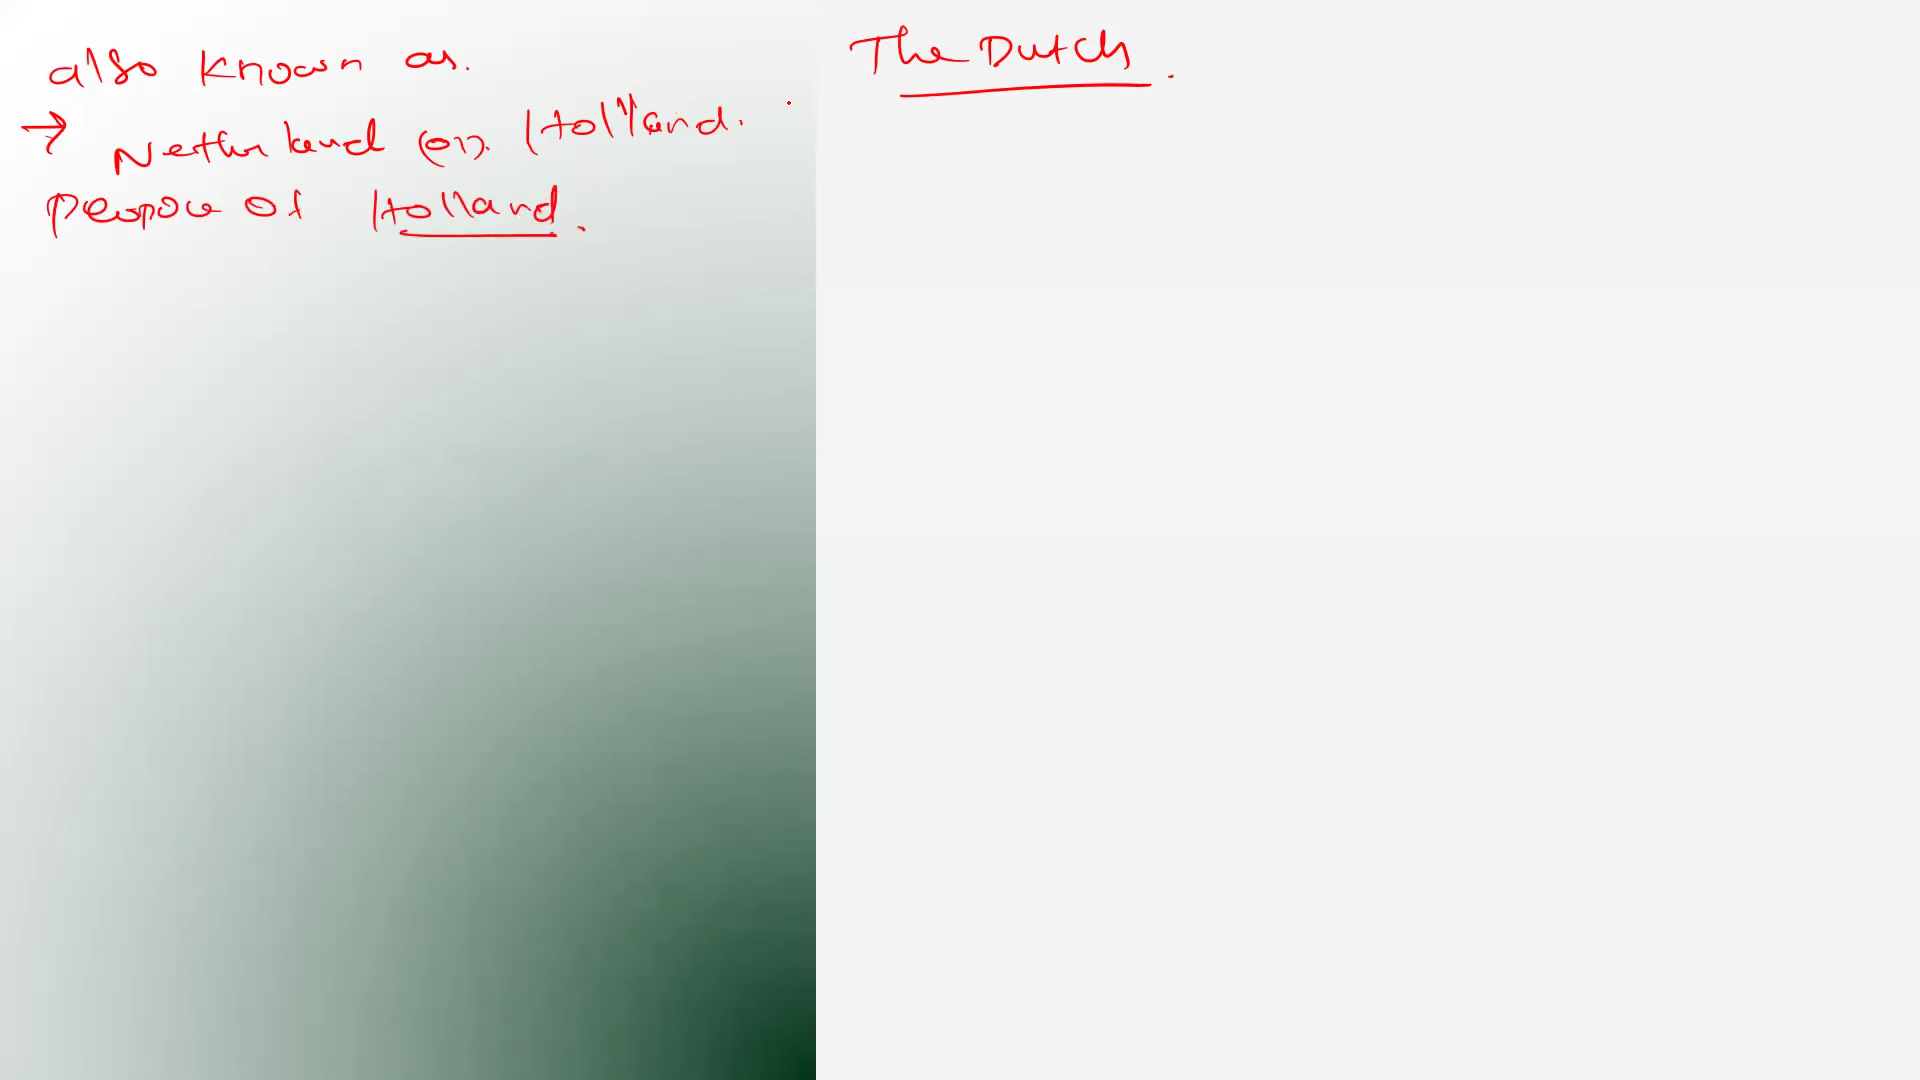 The Dutch.
also known as.
→ Netherland (or). Holland.
People of Holland.